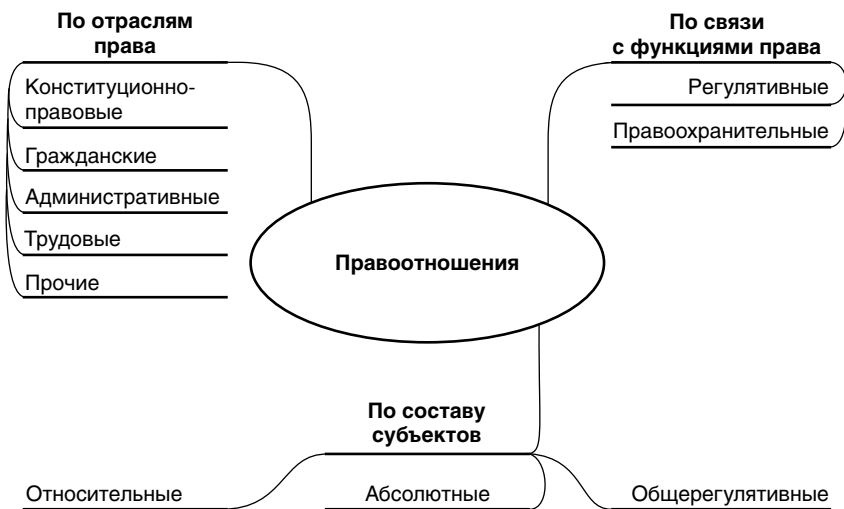 По отраслям
права
Конституционно-
правовые
Гражданские
Административные
Трудовые
Прочие
По связи
с функциями права
Регулятивные
Правоохранительные
Правоотношения
По составу
субъектов
Относительные
Абсолютные
Общерегулятивные